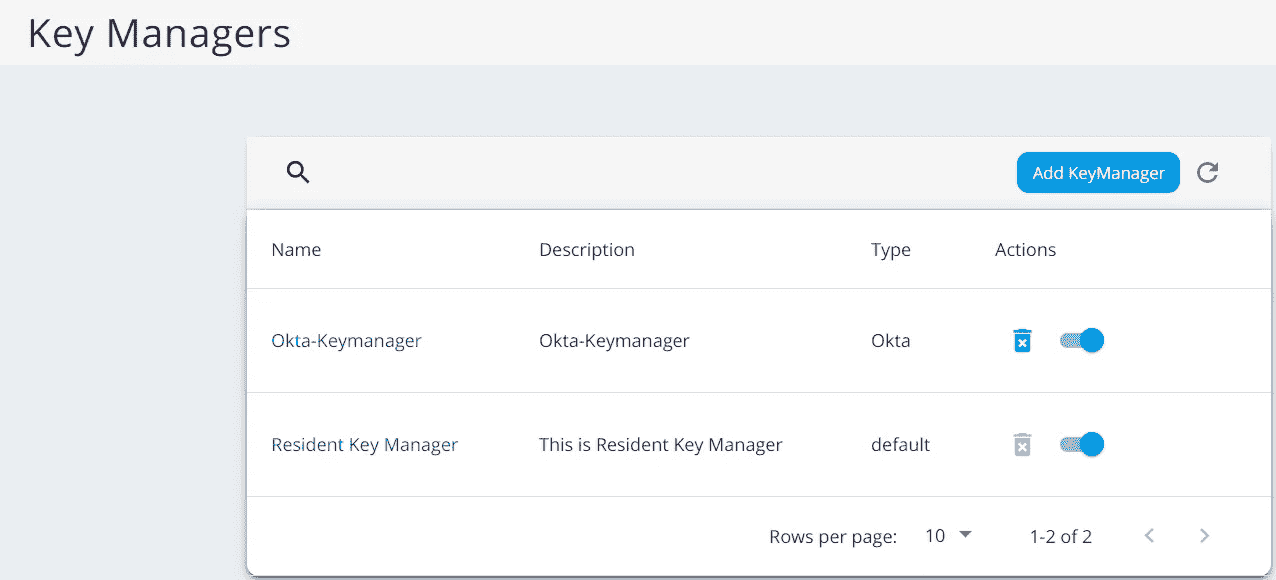 Key Managers
Add KeyManager
Name Description Type Actions
Okta-Keymanager Okta-Keymanager Okta
Resident Key Manager This is Resident Key Manager default
Rows per page: 10 1-2 of 2